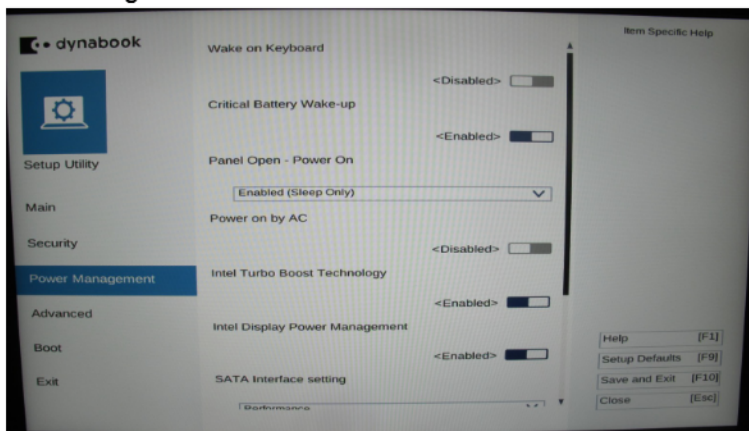 dynabook
Setup Utility
Main
Security
Power Management
Advanced
Boot
Exit
Wake on Keyboard
<Disabled>
Critical Battery Wake-up
<Enabled>
Panel Open - Power On
Enabled (Sleep Only)
Power on by AC
<Disabled>
Intel Turbo Boost Technology
<Enabled>
Intel Display Power Management
<Enabled>
SATA Interface setting
Performance
Item Specific Help
Help [F1]
Setup Defaults [F9]
Save and Exit [F10]
Close [Esc]